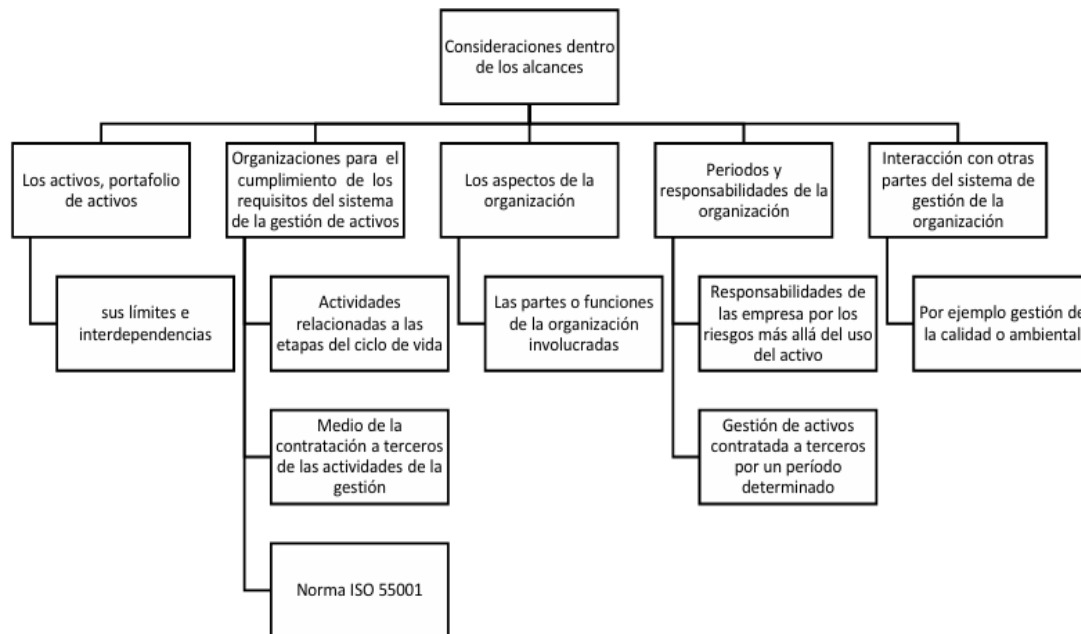 Consideraciones dentro
de los alcances
Los activos, portafolio
de activos
Organizaciones para el
cumplimiento de los
requisitos del sistema
de la gestión de activos
Los aspectos de la
organización
Periodos y
responsabilidades de la
organización
Interacción con otras
partes del sistema de
gestión de la
organización
sus límites e
interdependencias
Actividades
relacionadas a las
etapas del ciclo de vida
Las partes o funciones
de la organización
involucradas
Responsabilidades de
las empresa por los
riesgos más allá del uso
del activo
Por ejemplo gestión de
la calidad o ambiental
Medio de la
contratación a terceros
de las actividades de la
gestión
Gestión de activos
contratada a terceros
por un período
determinado
Norma ISO 55001